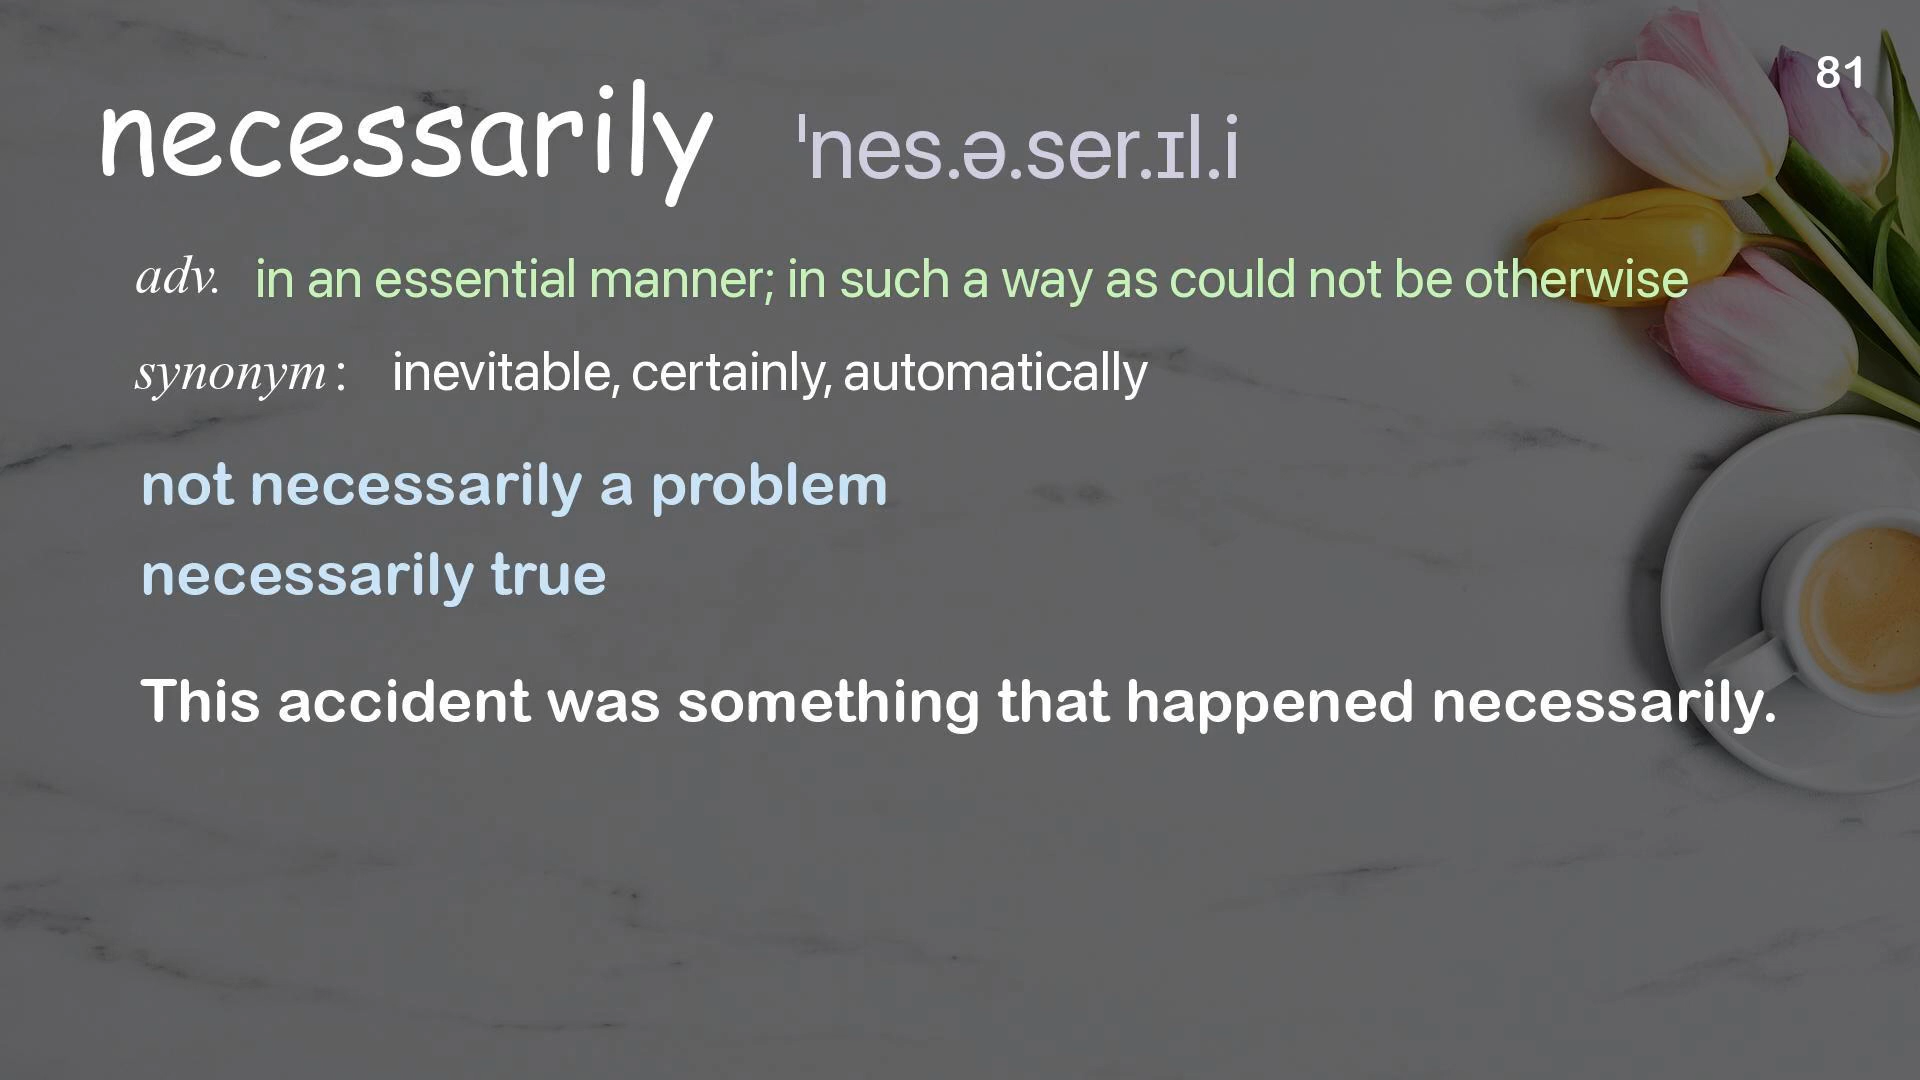 81
necessarily ˈnes.ə.ser.ɪl.i
adv. in an essential manner; in such a way as could not be otherwise
synonym : inevitable, certainly, automatically
not necessarily a problem
necessarily true
This accident was something that happened necessarily.